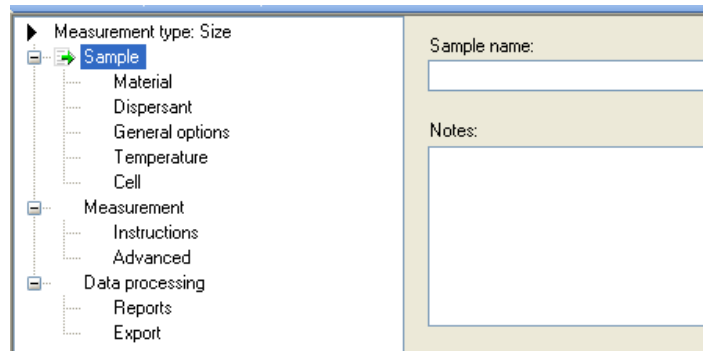 Measurement type: Size
Sample
Material
Dispersant
General options
Temperature
Cell
Measurement
Instructions
Advanced
Data processing
Reports
Export
Sample name:
Notes: